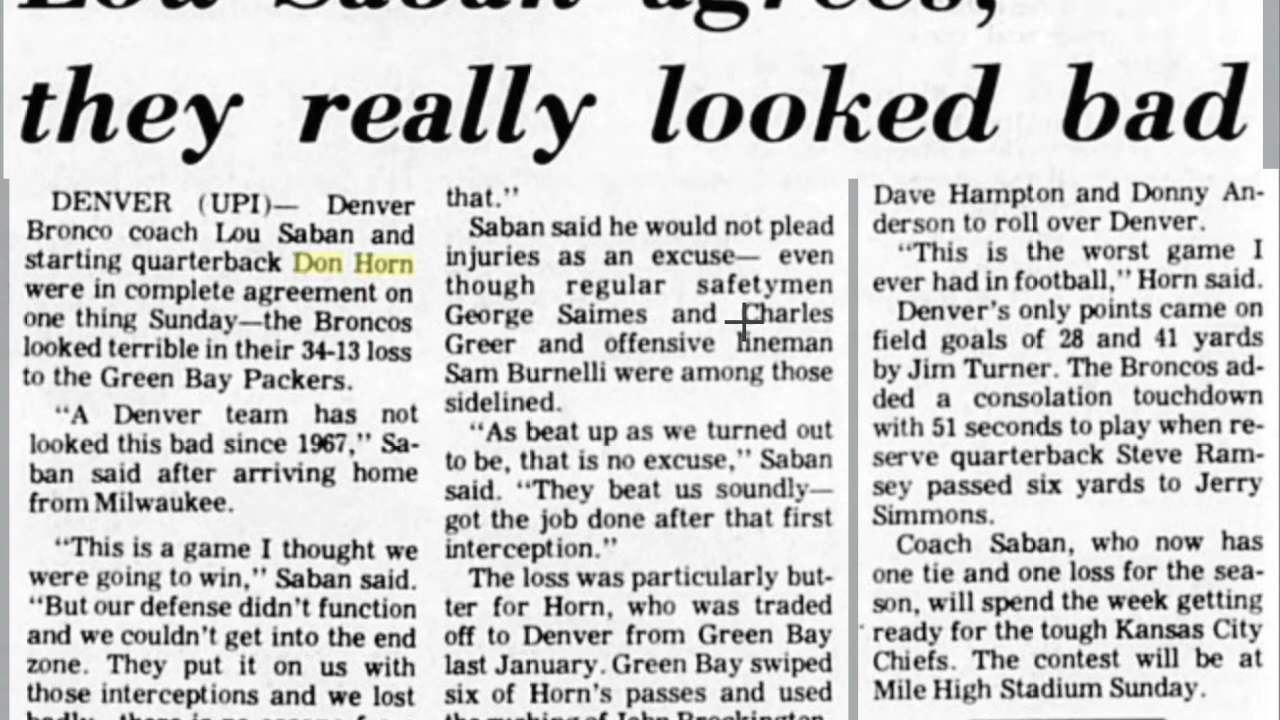 Lou Saban agrees,
they really looked bad
DENVER (UPI)— Denver
Bronco coach Lou Saban and
starting quarterback Don Horn
were in complete agreement on
one thing Sunday—the Broncos
looked terrible in their 34-13 loss
to the Green Bay Packers.
"A Denver team has not
looked this bad since 1967," Sa-
ban said after arriving home
from Milwaukee.
"This is a game I thought we
were going to win," Saban said.
"But our defense didn't function
and we couldn't get into the end
zone. They put it on us with
those interceptions and we lost
that."
Saban said he would not plead
injuries as an excuse— even
though regular safetymen
George Saimes and Charles
Greer and offensive lineman
Sam Burnelli were among those
sidelined.
"As beat up as we turned out
to be, that is no excuse," Saban
said. "They beat us soundly—
got the job done after that first
interception."
The loss was particularly but-
ter for Horn, who was traded
off to Denver from Green Bay
last January. Green Bay swiped
six of Horn's passes and used
the rushing of John Brockington,
Dave Hampton and Donny An-
derson to roll over Denver.
"This is the worst game I
ever had in football," Horn said.
Denver's only points came on
field goals of 28 and 41 yards
by Jim Turner. The Broncos ad-
ded a consolation touchdown
with 51 seconds to play when re-
serve quarterback Steve Ram-
sey passed six yards to Jerry
Simmons.
Coach Saban, who now has
one tie and one loss for the sea-
son, will spend the week getting
ready for the tough Kansas City
Chiefs. The contest will be at
Mile High Stadium Sunday.